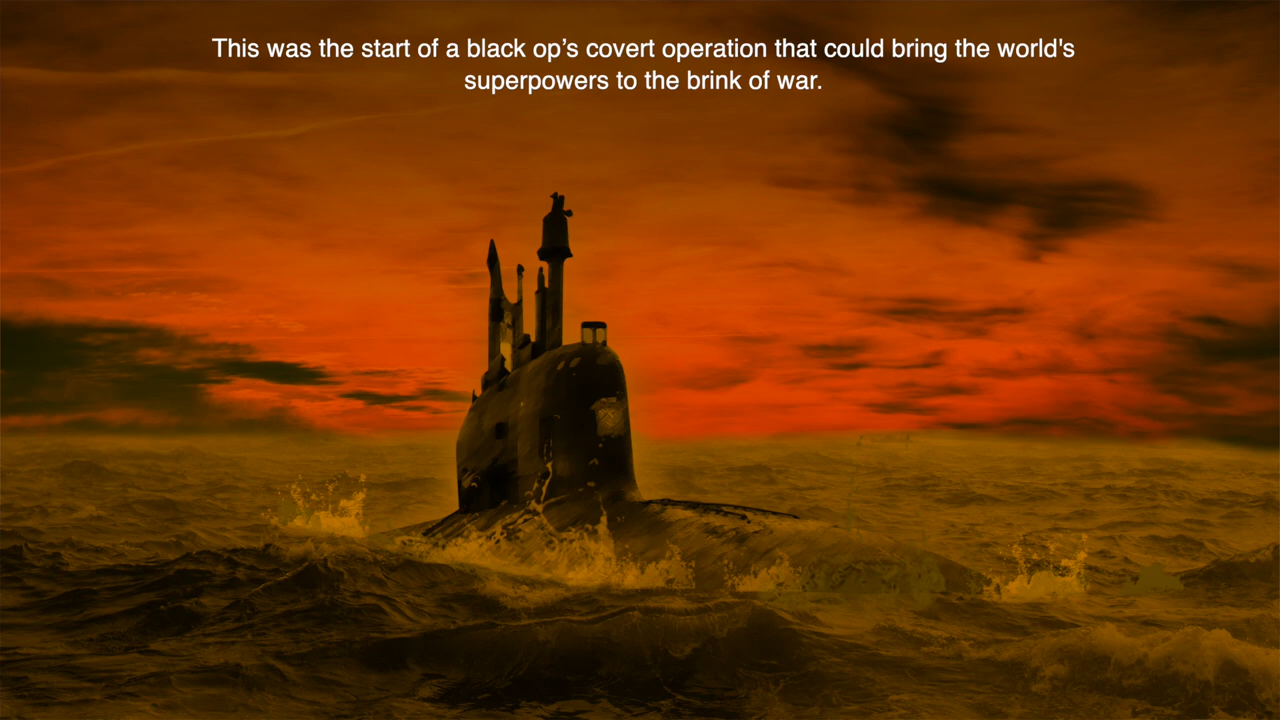 This was the start of a black op’s covert operation that could bring the world's
superpowers to the brink of war.